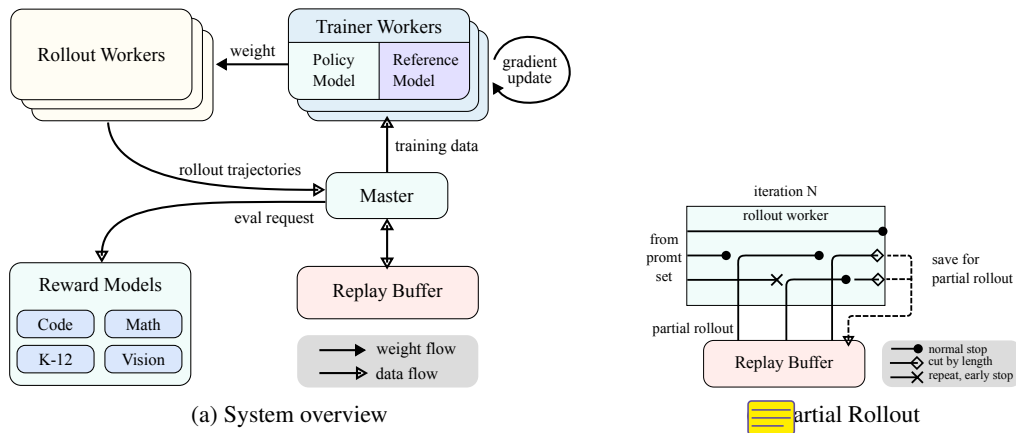 Rollout Workers
weight
Trainer Workers
Policy
Model
Reference
Model
gradient
update
training data
rollout trajectories
Master
eval request
Reward Models
Code
Math
K-12
Vision
Replay Buffer
weight flow
data flow
(a) System overview
iteration N
rollout worker
from
promt
set
save for
partial rollout
partial rollout
Replay Buffer
normal stop
cut by length
repeat, early stop
artial Rollout